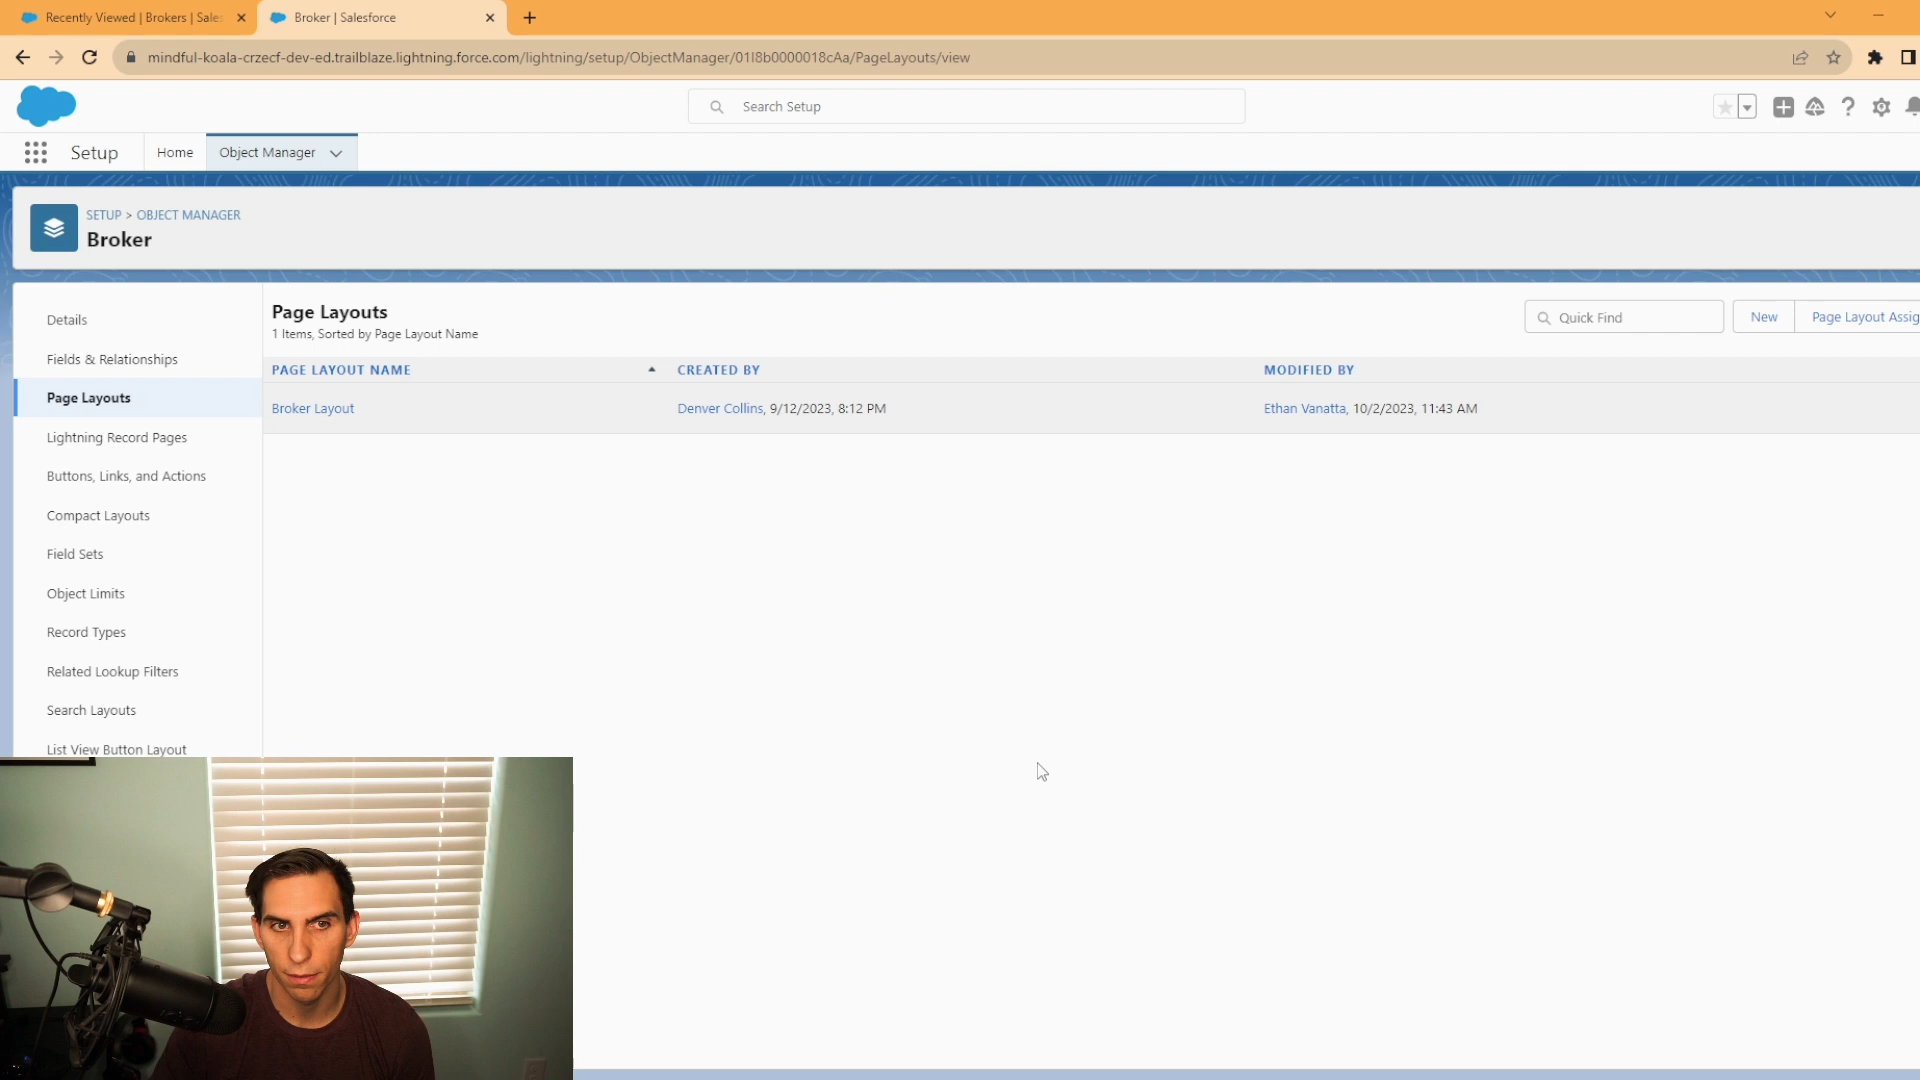 Recently Viewed | Brokers | Sales
Broker | Salesforce
mindful-koala-crzecf-dev-ed.trailblaze.lightning.force.com/lightning/setup/ObjectManager/01I8b0000018cAa/PageLayouts/view
Search Setup
Setup
Home
Object Manager
SETUP > OBJECT MANAGER
Broker
Details
Fields & Relationships
Page Layouts
Lightning Record Pages
Buttons, Links, and Actions
Compact Layouts
Field Sets
Object Limits
Record Types
Related Lookup Filters
Search Layouts
List View Button Layout
Page Layouts
1 Items, Sorted by Page Layout Name
Quick Find
New
Page Layout Assig
PAGE LAYOUT NAME CREATED BY MODIFIED BY
Broker Layout Denver Collins, 9/12/2023, 8:12 PM Ethan Vanatta, 10/2/2023, 11:43 AM